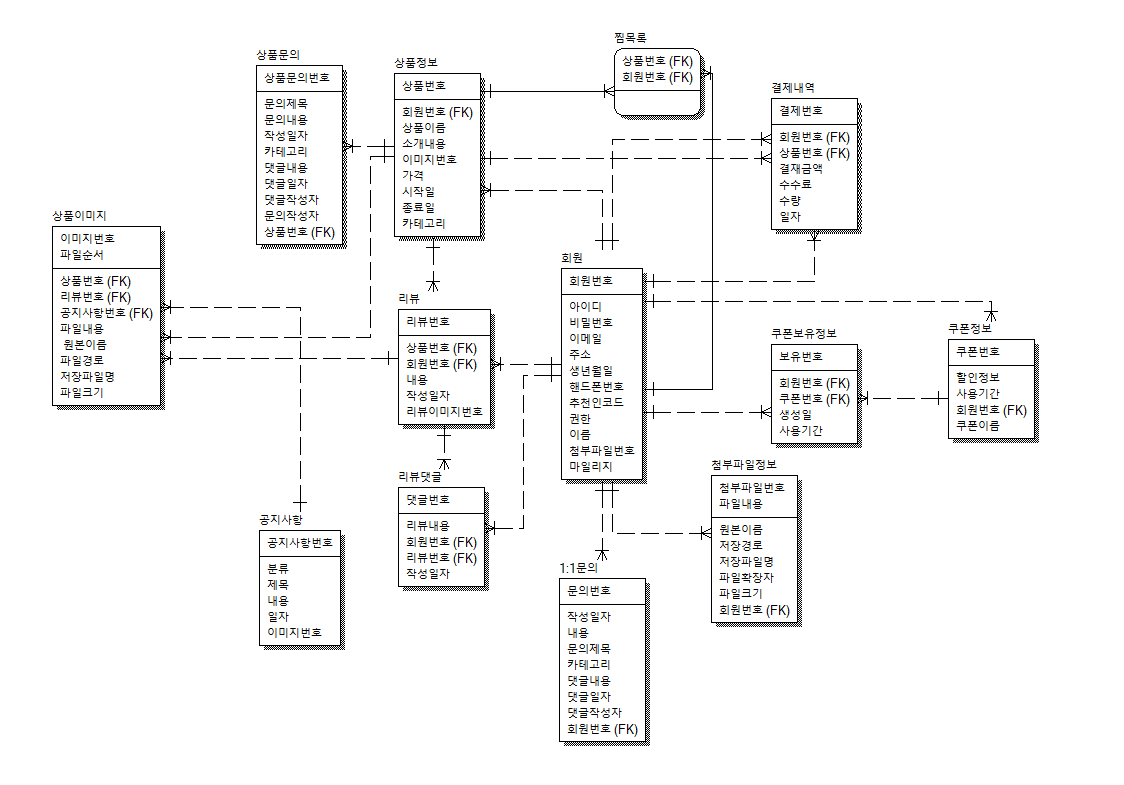 상품문의
상품문의번호
문의제목
문의내용
작성일자
카테고리
댓글내용
댓글일자
댓글작성자
문의작성자
상품번호 (FK)
상품정보
상품번호
회원번호 (FK)
상품이름
소개내용
이미지번호
가격
시작일
종료일
카테고리
찜목록
상품번호 (FK)
회원번호 (FK)
결제내역
결제번호
회원번호 (FK)
상품번호 (FK)
결재금액
수수료
수량
일자
상품이미지
이미지번호
파일순서
상품번호 (FK)
리뷰번호 (FK)
공지사항번호 (FK)
파일내용
원본이름
파일경로
저장파일명
파일크기
리뷰
리뷰번호
상품번호 (FK)
회원번호 (FK)
내용
작성일자
리뷰이미지번호
회원
회원번호
아이디
비밀번호
이메일
주소
생년월일
핸드폰번호
추천인코드
권한
이름
첨부파일번호
마일리지
쿠폰보유정보
보유번호
회원번호 (FK)
쿠폰번호 (FK)
생성일
사용기간
쿠폰정보
쿠폰번호
할인정보
사용기간
회원번호 (FK)
쿠폰이름
리뷰댓글
댓글번호
리뷰내용
회원번호 (FK)
리뷰번호 (FK)
작성일자
첨부파일정보
첨부파일번호
파일내용
원본이름
저장경로
저장파일명
파일확장자
파일크기
회원번호 (FK)
공지사항
공지사항번호
분류
제목
내용
일자
이미지번호
1:1문의
문의번호
작성일자
내용
문의제목
카테고리
댓글내용
댓글일자
댓글작성자
회원번호 (FK)